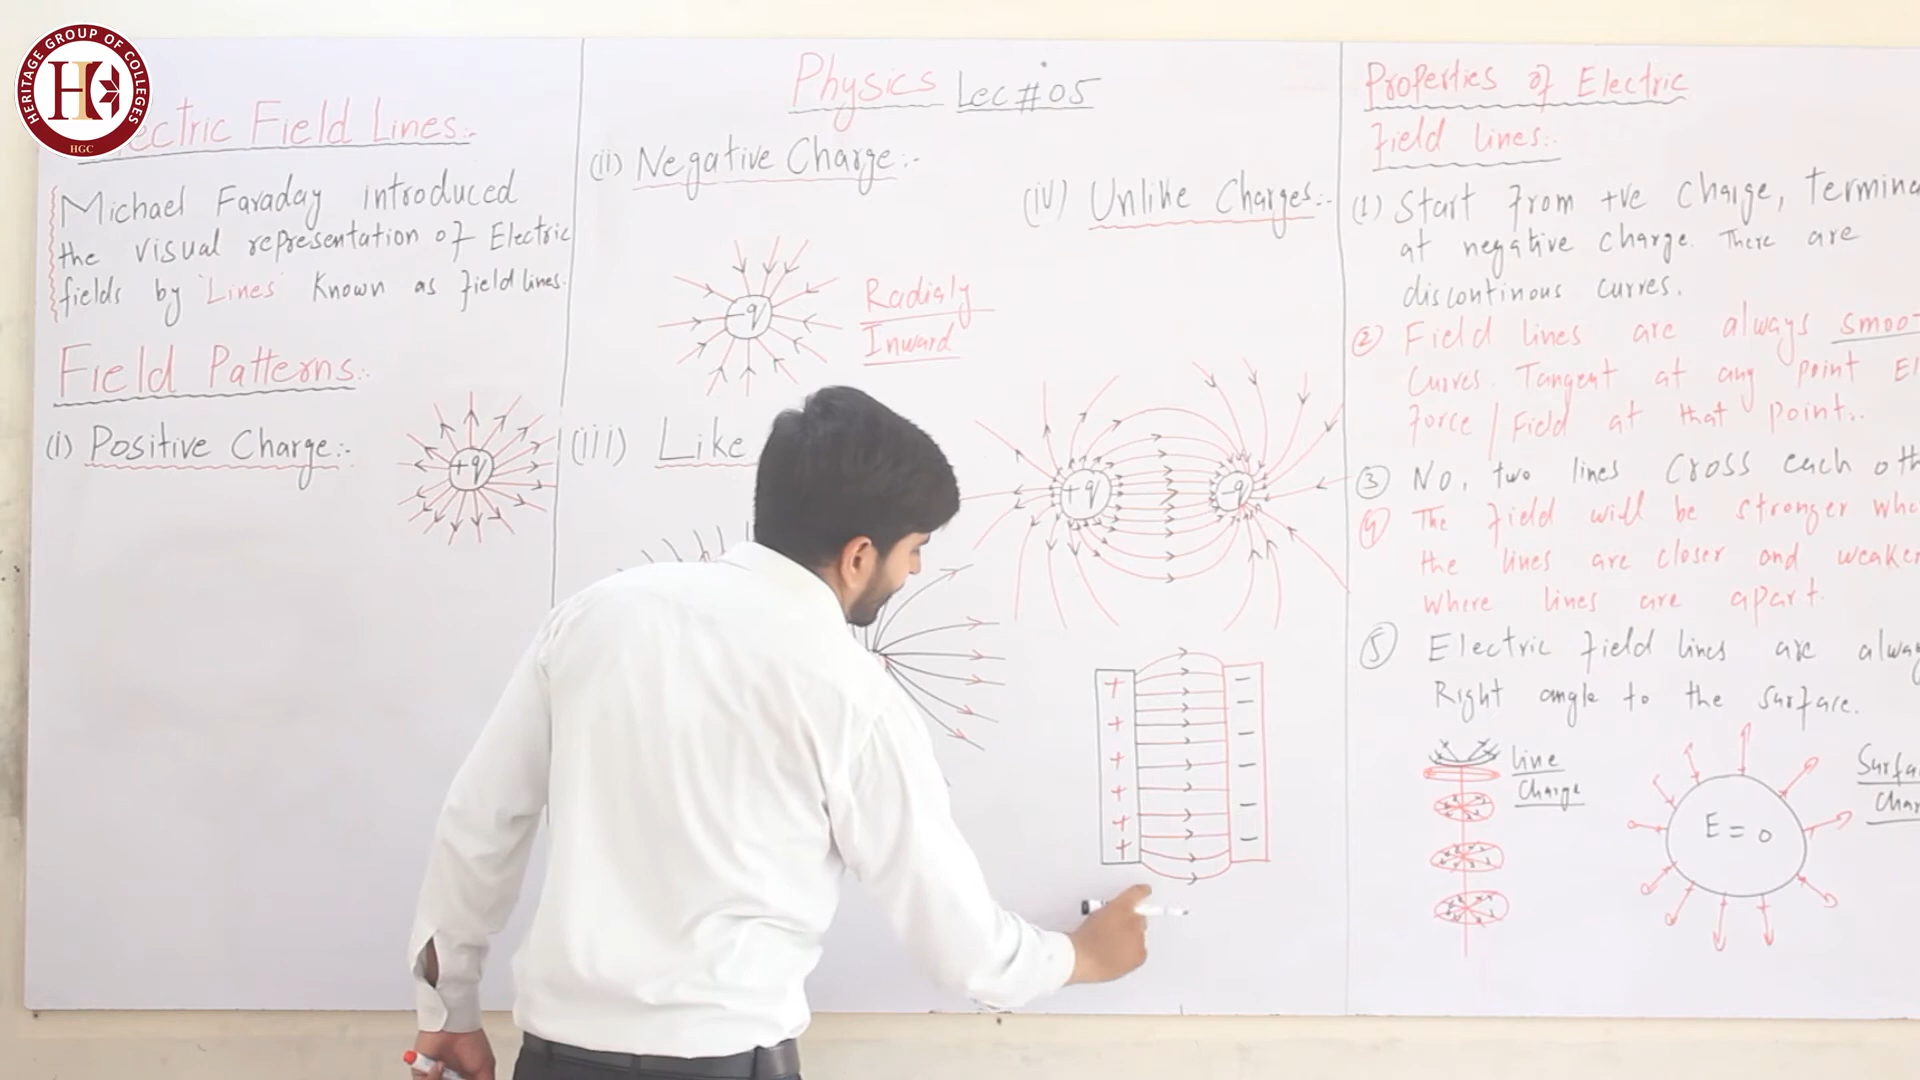 HERITAGE GROUP OF COLLEGES
HGC
ectric Field Lines:-
Michael Faraday introduced
the visual representation of Electric
fields by 'Lines' Known as field lines.
Field Patterns:-
(i) Positive Charge:-
+q
Physics Lec#05
(ii) Negative Charge:-
-q
Radialy
Inward
(iii) Like
(iv) Unlike Charges:-
+q
-q
+ + + + + +
- - - - - -
Properties of Electric
field lines:-
(1) Start from +ve charge, termina
at negative charge. There are
discontinous curves.
(2) Field lines are always smoo
Curves. Tangent at any point El
force / Field at that point.
(3) No, two lines Cross each oth
(4) The field will be stronger whe
the lines are closer and weaker
where lines are apart.
(5) Electric field lines are alway
Right angle to the surface.
Line
Charge
E = 0
Surfa
Char